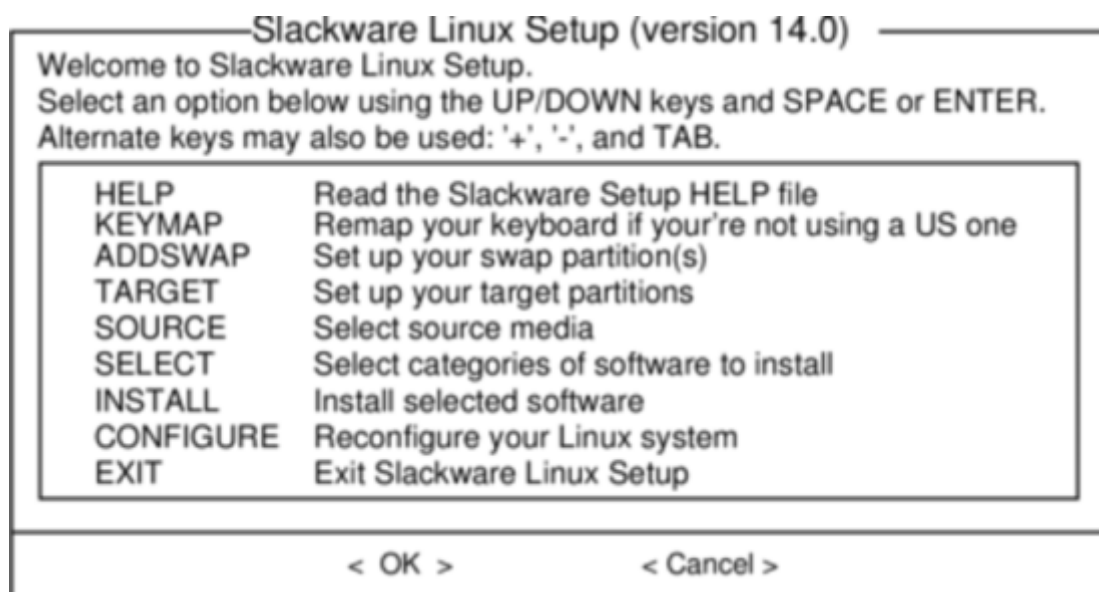 Slackware Linux Setup (version 14.0)
Welcome to Slackware Linux Setup.
Select an option below using the UP/DOWN keys and SPACE or ENTER.
Alternate keys may also be used: '+', '-', and TAB.
HELP Read the Slackware Setup HELP file
KEYMAP Remap your keyboard if your're not using a US one
ADDSWAP Set up your swap partition(s)
TARGET Set up your target partitions
SOURCE Select source media
SELECT Select categories of software to install
INSTALL Install selected software
CONFIGURE Reconfigure your Linux system
EXIT Exit Slackware Linux Setup
< OK > < Cancel >